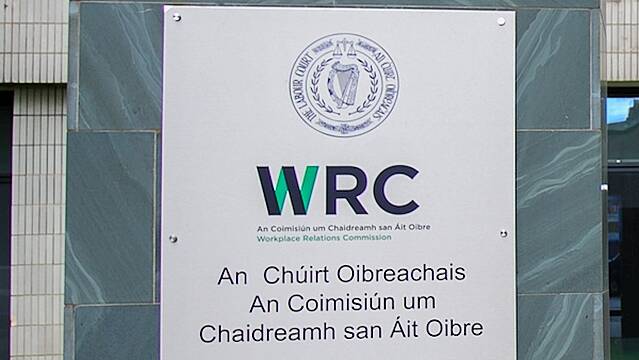 THE LABOUR COURT
AN CHÚIRT OIBREACHAIS
WRC
An Coimisiún um Chaidreamh san Áit Oibre
Workplace Relations Commission
An Chúirt Oibreachais
An Coimisiún um
Chaidreamh san Áit Oibre